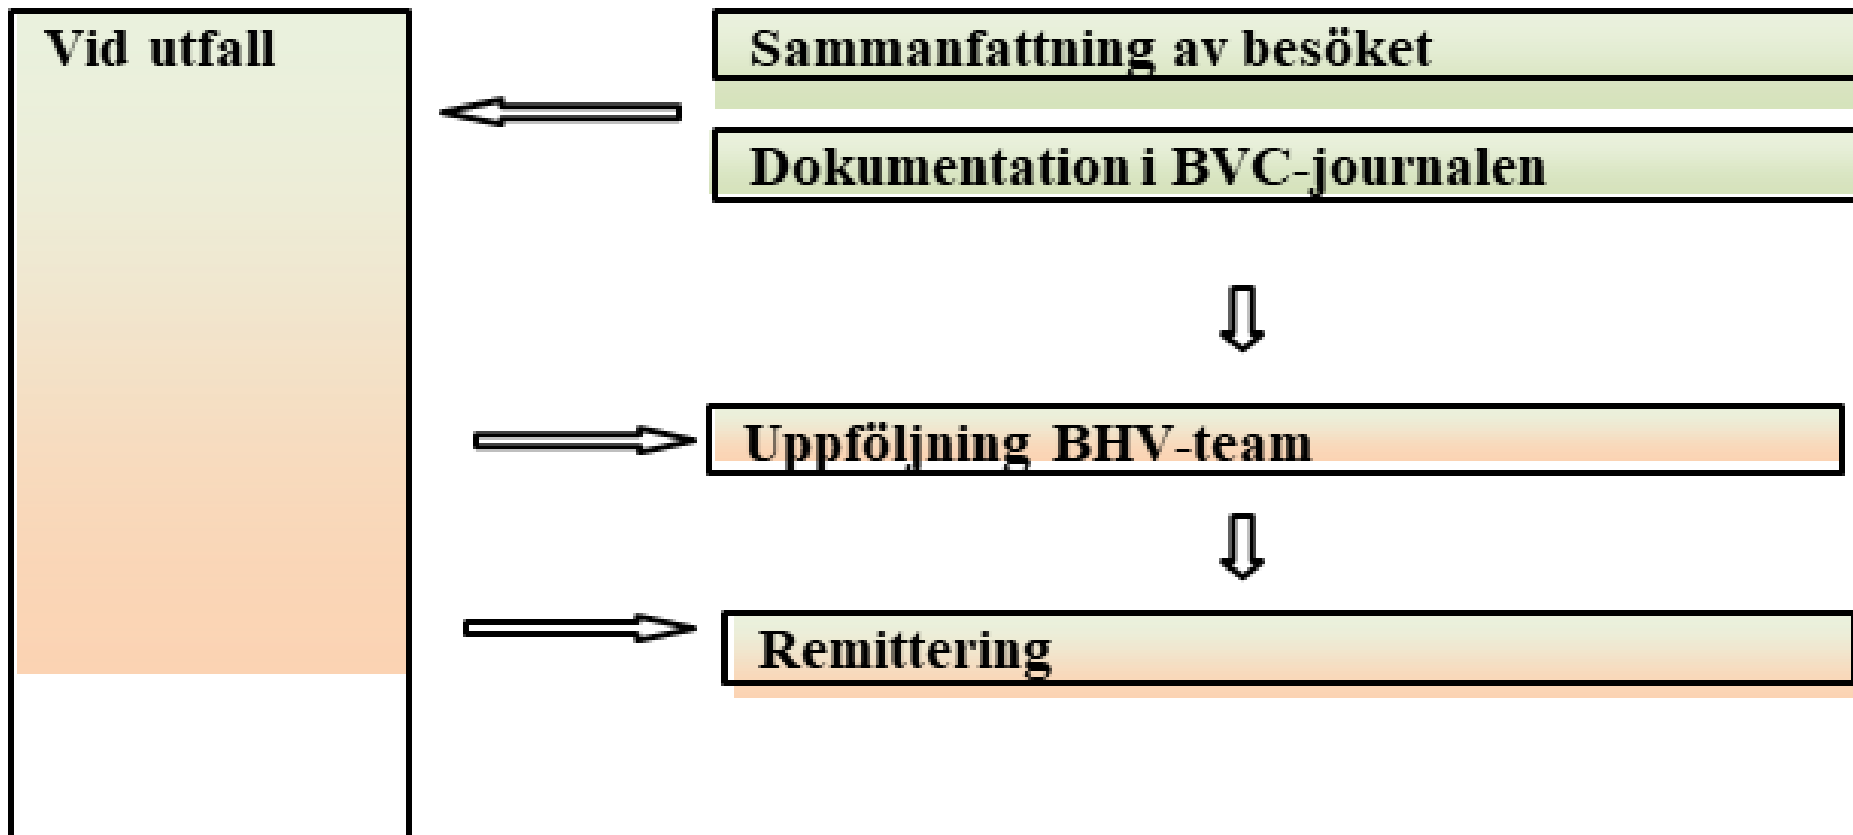 Vid utfall
Sammanfattning av besöket
Dokumentation i BVC-journalen
Uppföljning BHV-team
Remittering